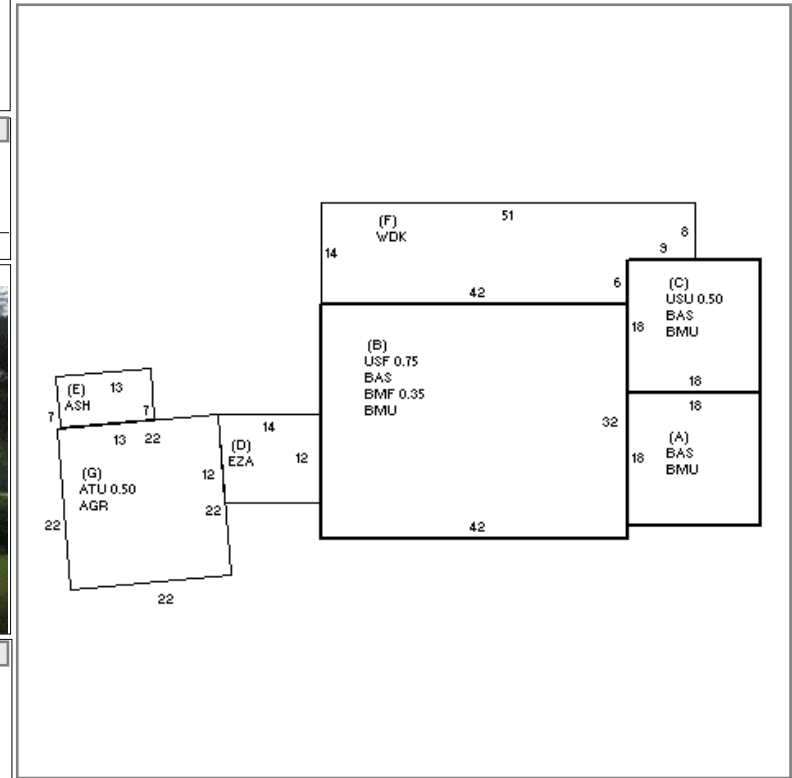 51
(F)
WDK
8
9
14
6
42
(C)
USU 0.50
BAS
BMU
18
18
(B)
USF 0.75
BAS
BMF 0.35
BMU
32
18
(A)
BAS
BMU
18
42
(E)
ASH
13
7
7
13
22
14
(D)
EZA
12
12
(G)
ATU 0.50
AGR
22
22
22